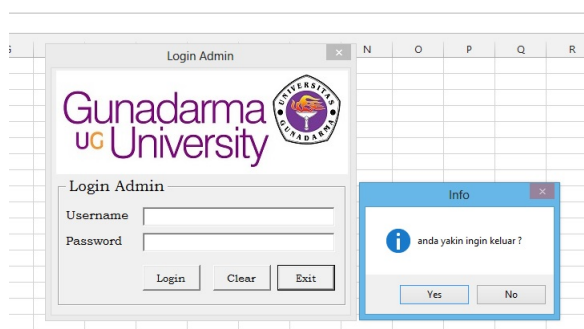 N O P Q R
Login Admin
Gunadarma
UG University
UNIVERSITAS
GUNADARMA
Login Admin
Username
Password
Login Clear Exit
Info
anda yakin ingin keluar ?
Yes No